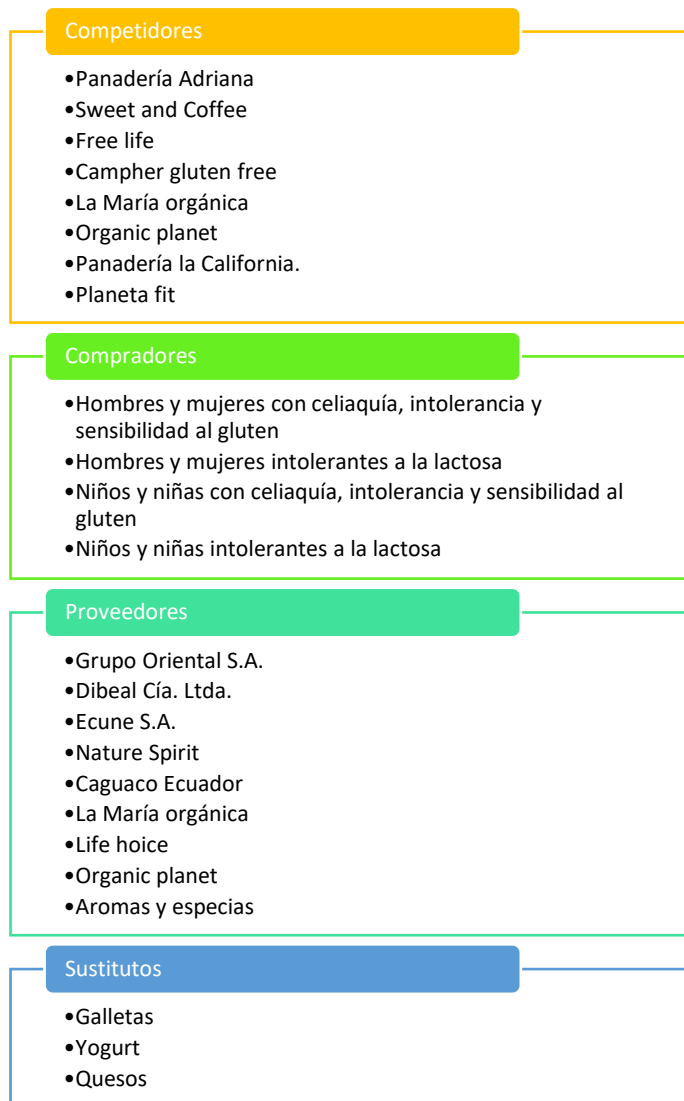 Competidores
•Panadería Adriana
•Sweet and Coffee
•Free life
•Campher gluten free
•La María orgánica
•Organic planet
•Panadería la California.
•Planeta fit
Compradores
•Hombres y mujeres con celiaquía, intolerancia y
sensibilidad al gluten
•Hombres y mujeres intolerantes a la lactosa
•Niños y niñas con celiaquía, intolerancia y sensibilidad al
gluten
•Niños y niñas intolerantes a la lactosa
Proveedores
•Grupo Oriental S.A.
•Dibeal Cía. Ltda.
•Ecune S.A.
•Nature Spirit
•Caguaco Ecuador
•La María orgánica
•Life hoice
•Organic planet
•Aromas y especias
Sustitutos
•Galletas
•Yogurt
•Quesos